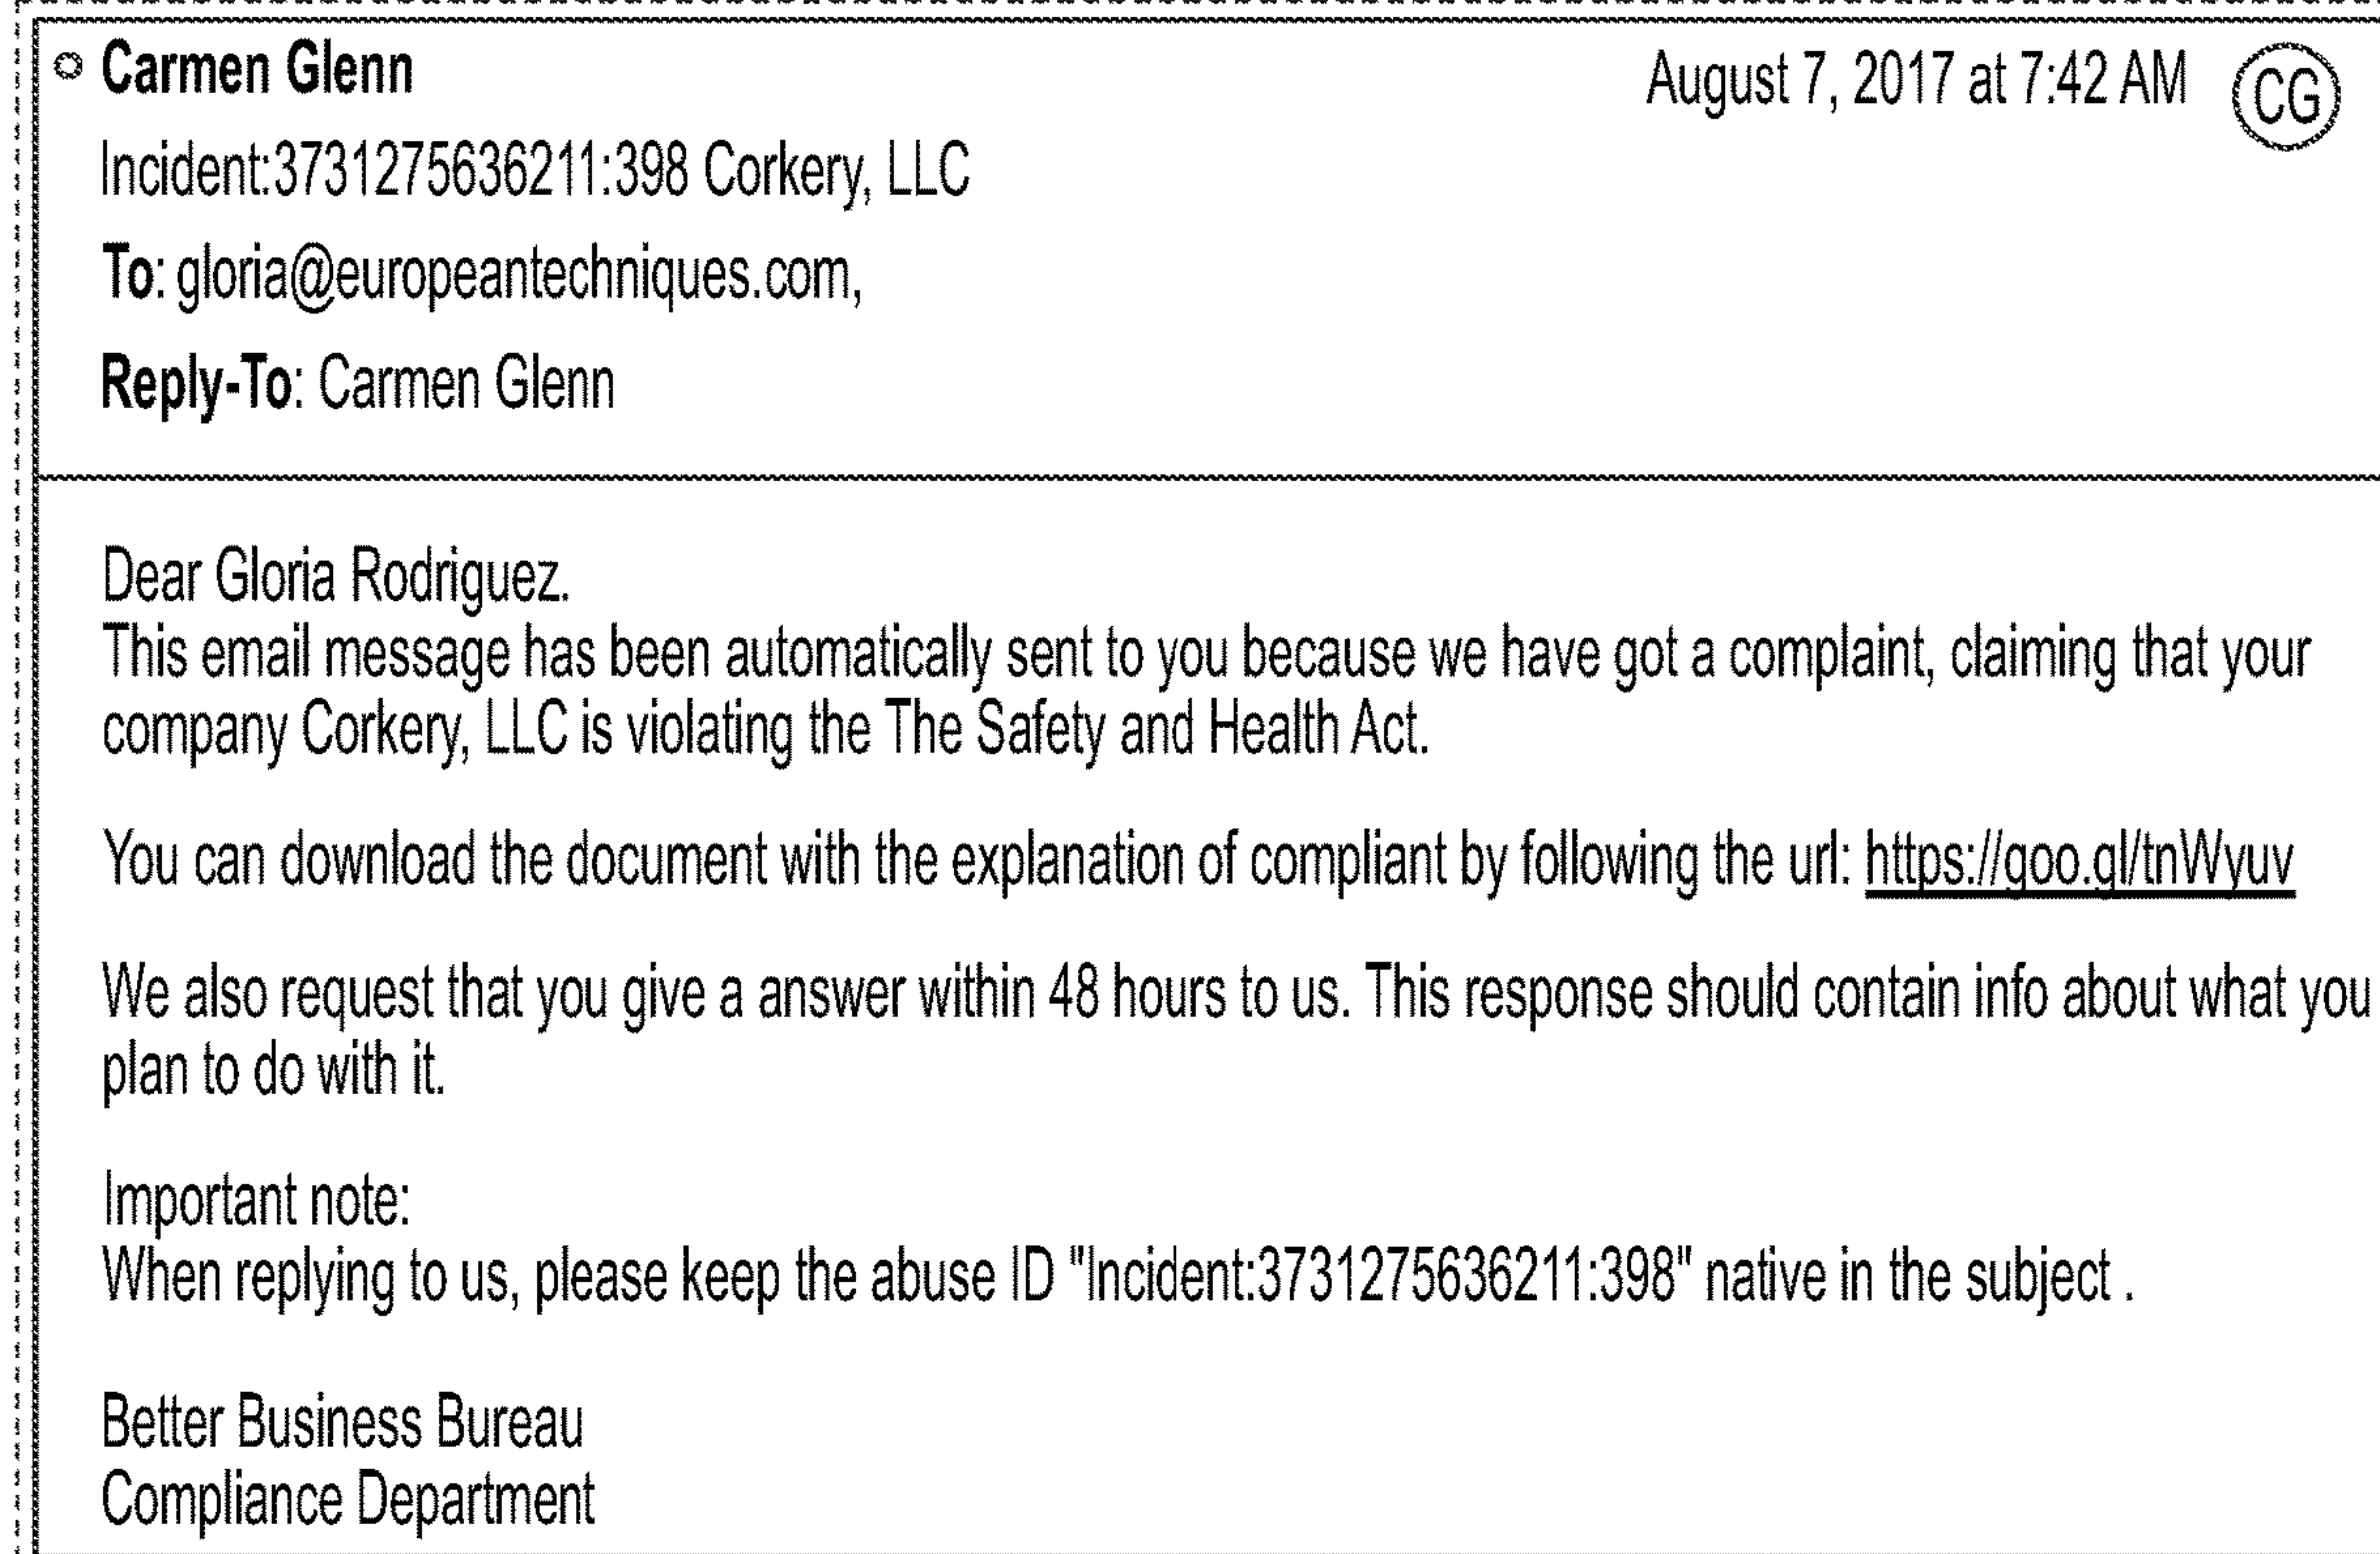 Carmen Glenn August 7, 2017 at 7:42 AM CG
Incident:3731275636211:398 Corkery, LLC
To: gloria@europeantechniques.com,
Reply-To: Carmen Glenn
Dear Gloria Rodriguez.
This email message has been automatically sent to you because we have got a complaint, claiming that your
company Corkery, LLC is violating the The Safety and Health Act.
You can download the document with the explanation of compliant by following the url: https://goo.gl/tnWyuv
We also request that you give a answer within 48 hours to us. This response should contain info about what you
plan to do with it.
Important note:
When replying to us, please keep the abuse ID "Incident:3731275636211:398" native in the subject .
Better Business Bureau
Compliance Department